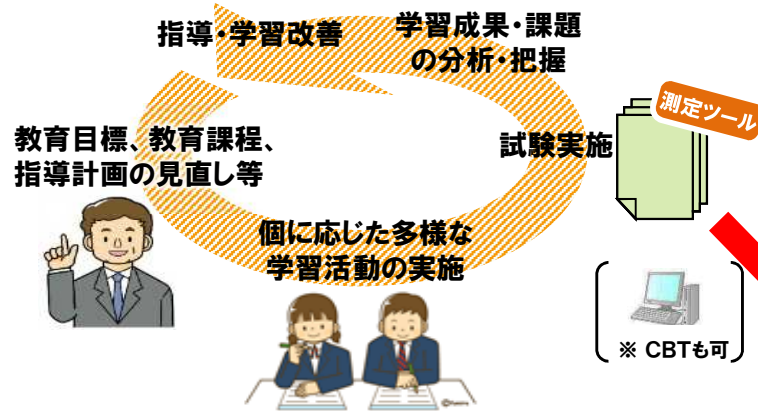 指導・学習改善
学習成果・課題
の分析・把握
測定ツール
試験実施
教育目標、教育課程、
指導計画の見直し等
個に応じた多様な
学習活動の実施
※ CBTも可